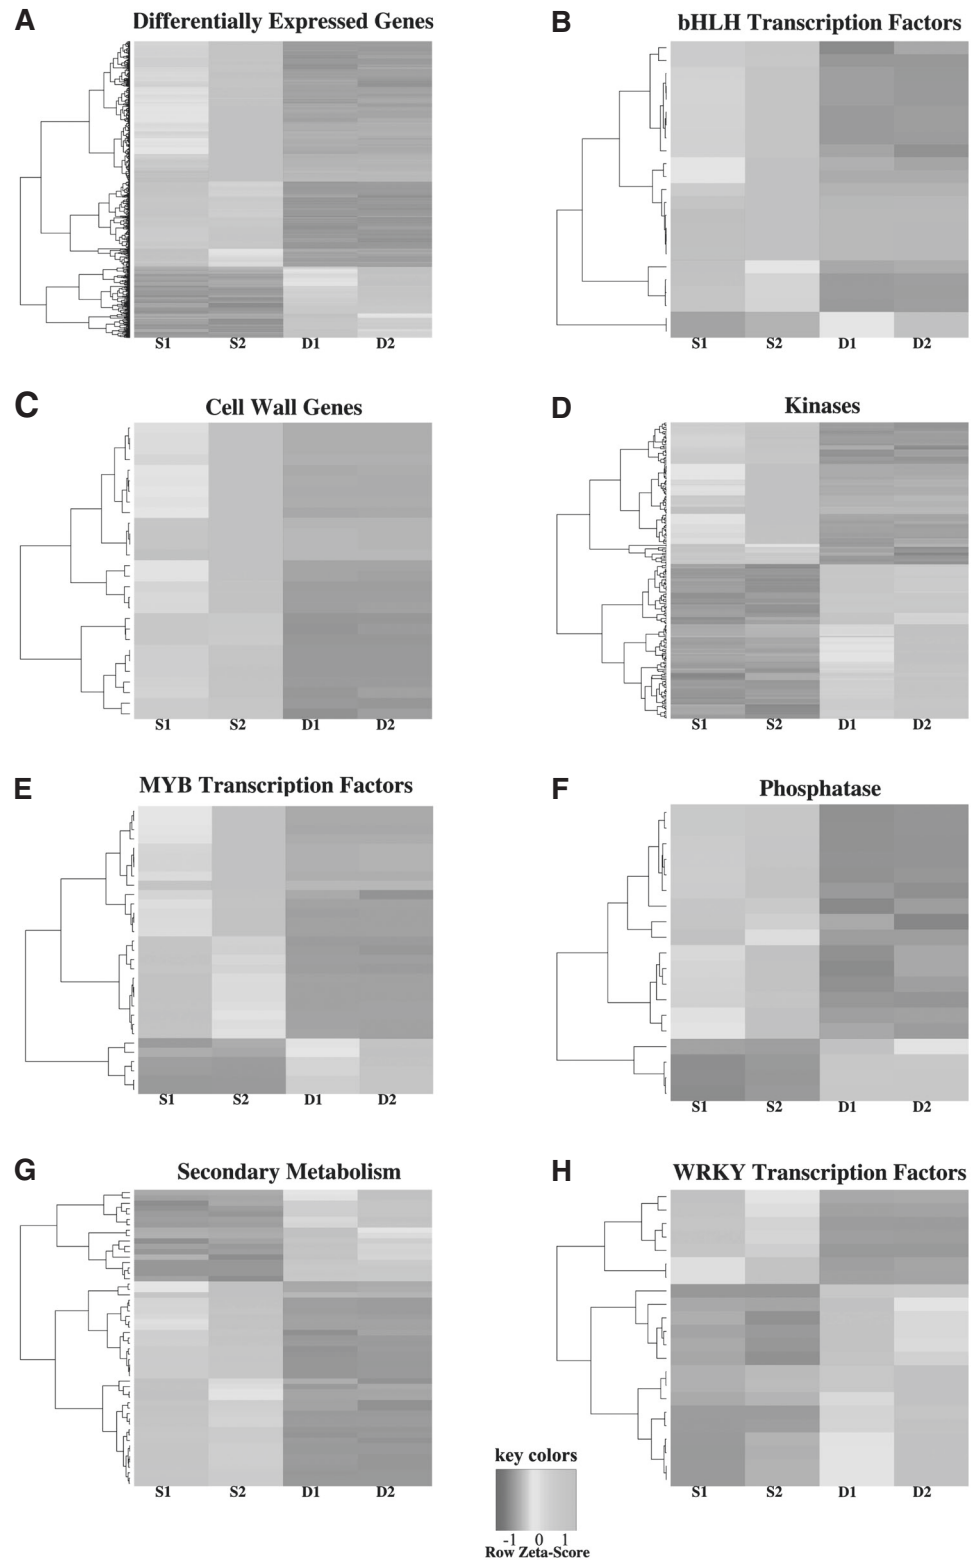 A Differentially Expressed Genes
S1 S2 D1 D2
B bHLH Transcription Factors
S1 S2 D1 D2
C Cell Wall Genes
S1 S2 D1 D2
D Kinases
S1 S2 D1 D2
E MYB Transcription Factors
S1 S2 D1 D2
F Phosphatase
S1 S2 D1 D2
G Secondary Metabolism
S1 S2 D1 D2
H WRKY Transcription Factors
S1 S2 D1 D2
key colors
-1 0 1
Row Zeta-Score